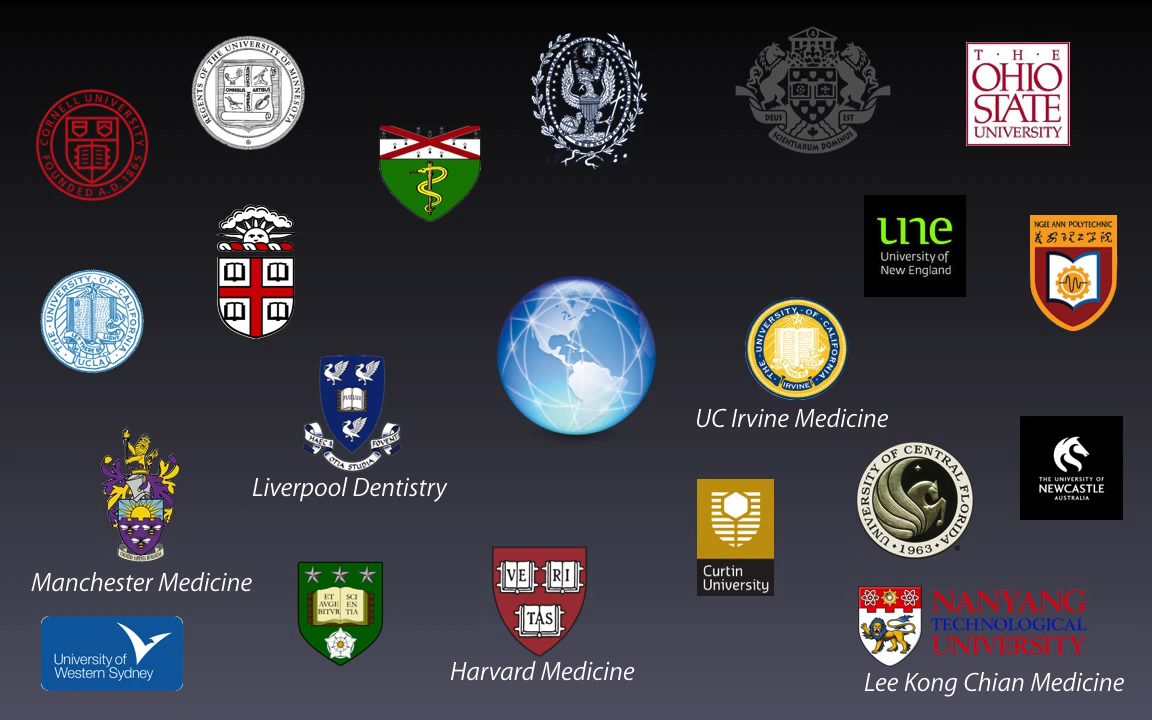 REGENTS OF THE UNIVERSITY OF MINNESOTA
OMNIBUS ARTIBUS
COMMUNE VINCULUM
CORNELL UNIVERSITY
FOUNDED A.D. 1865
DEUS EST
SCIENTIARUM DOMINUS
T · H · E
OHIO
STATE
UNIVERSITY
une
University of
New England
NGEE ANN POLYTECHNIC
THE · UNIVERSITY · OF · CALIFORNIA
UCLA
THE · UNIVERSITY · OF · CALIFORNIA
IRVINE
UC Irvine Medicine
HAEC
OTIA STUDIA
FOVENT
Liverpool Dentistry
UNIVERSITY OF CENTRAL FLORIDA
· 1963 ·
THE UNIVERSITY OF
NEWCASTLE
AUSTRALIA
Manchester Medicine
Curtin
University
ET AVGE BITVR
SCI EN TIA
VE RI
TAS
Harvard Medicine
University of
Western Sydney
NANYANG
TECHNOLOGICAL
UNIVERSITY
Lee Kong Chian Medicine